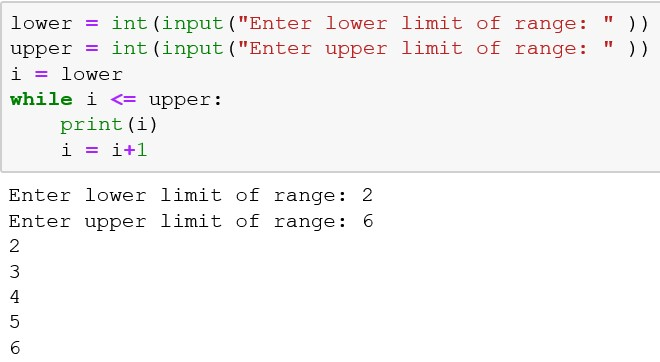 lower = int(input("Enter lower limit of range: " ))
upper = int(input("Enter upper limit of range: " ))
i = lower
while i <= upper:
    print(i)
    i = i+1
Enter lower limit of range: 2
Enter upper limit of range: 6
2
3
4
5
6